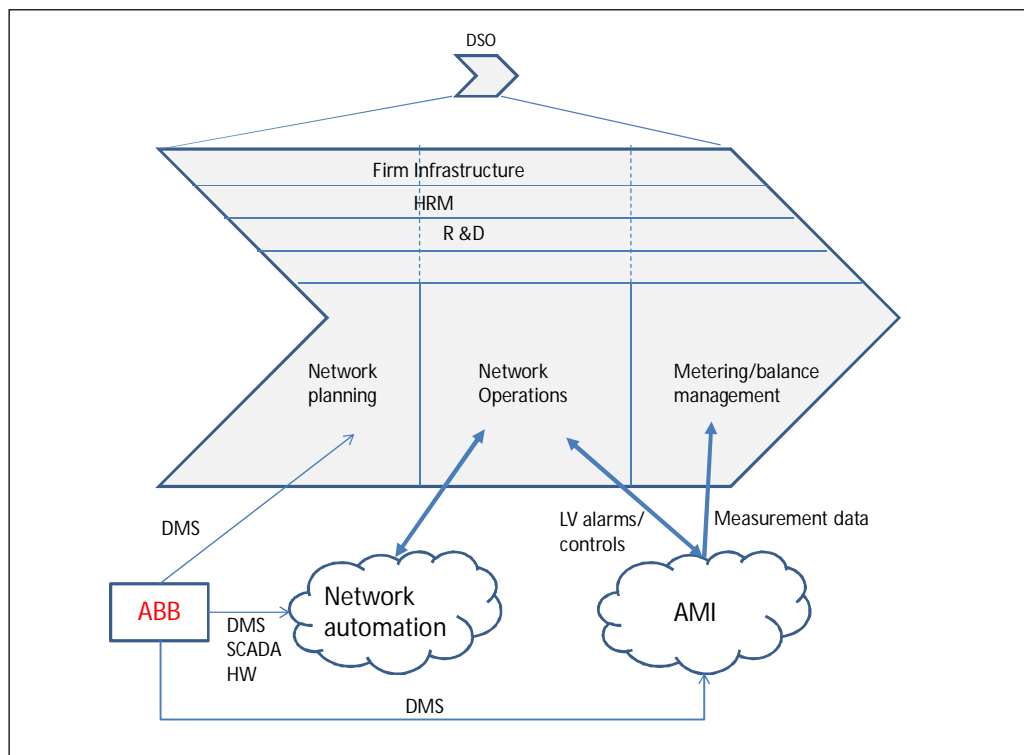 DSO
Firm Infrastructure
HRM
R &D
Network
planning
Network
Operations
Metering/balance
management
DMS
LV alarms/
controls
Measurement data
ABB
DMS
SCADA
HW
Network
automation
AMI
DMS